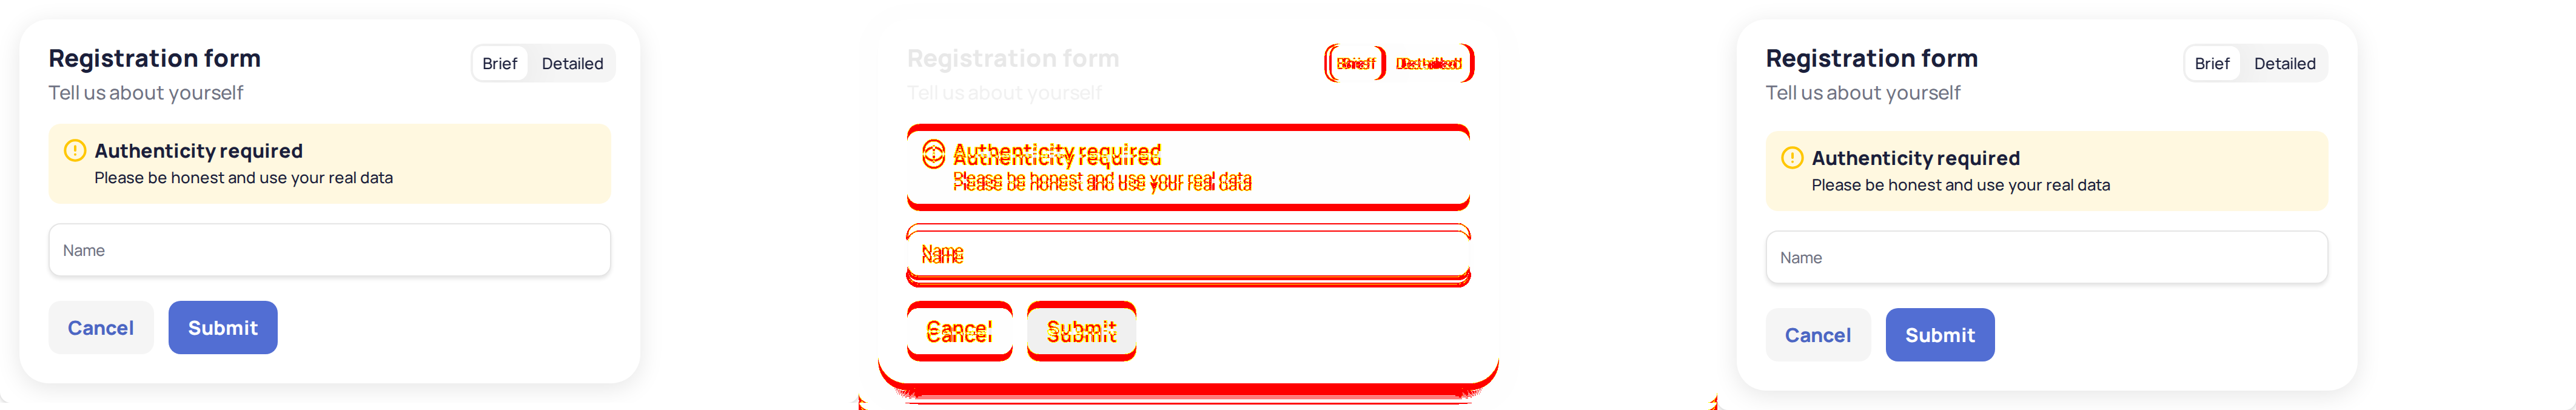 Registration form
Brief Detailed
Tell us about yourself
Authenticity required
Please be honest and use your real data
Name
Cancel Submit
Registration form
Brief Detailed
Tell us about yourself
Authenticity required
Please be honest and use your real data
Name
Cancel Submit
Registration form
Brief Detailed
Tell us about yourself
Authenticity required
Please be honest and use your real data
Name
Cancel Submit